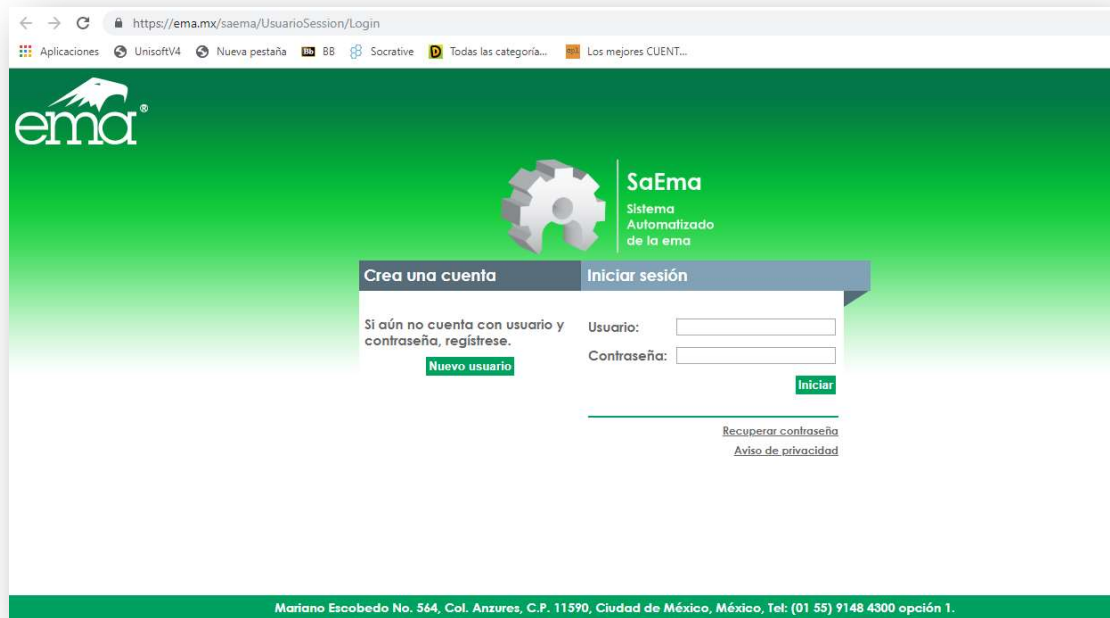 https://ema.mx/saema/UsuarioSession/Login
Aplicaciones UnisoftV4 Nueva pestaña Bb BB Socrative D Todas las categoría... Los mejores CUENT...
ema®
SaEma
Sistema
Automatizado
de la ema
Crea una cuenta
Si aún no cuenta con usuario y
contraseña, regístrese.
Nuevo usuario
Iniciar sesión
Usuario:
Contraseña:
Iniciar
Recuperar contraseña
Aviso de privacidad
Mariano Escobedo No. 564, Col. Anzures, C.P. 11590, Ciudad de México, México, Tel: (01 55) 9148 4300 opción 1.